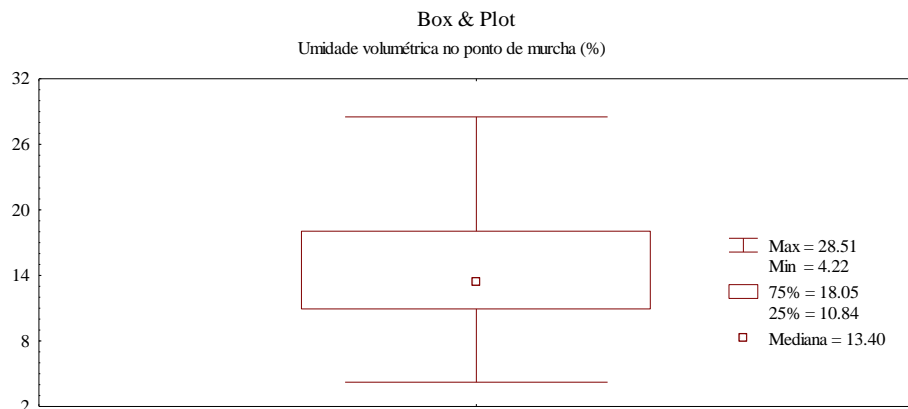 Box & Plot
Umidade volumétrica no ponto de murcha (%)
32
26
20
14
8
2
Max = 28.51
Min = 4.22
75% = 18.05
25% = 10.84
Mediana = 13.40